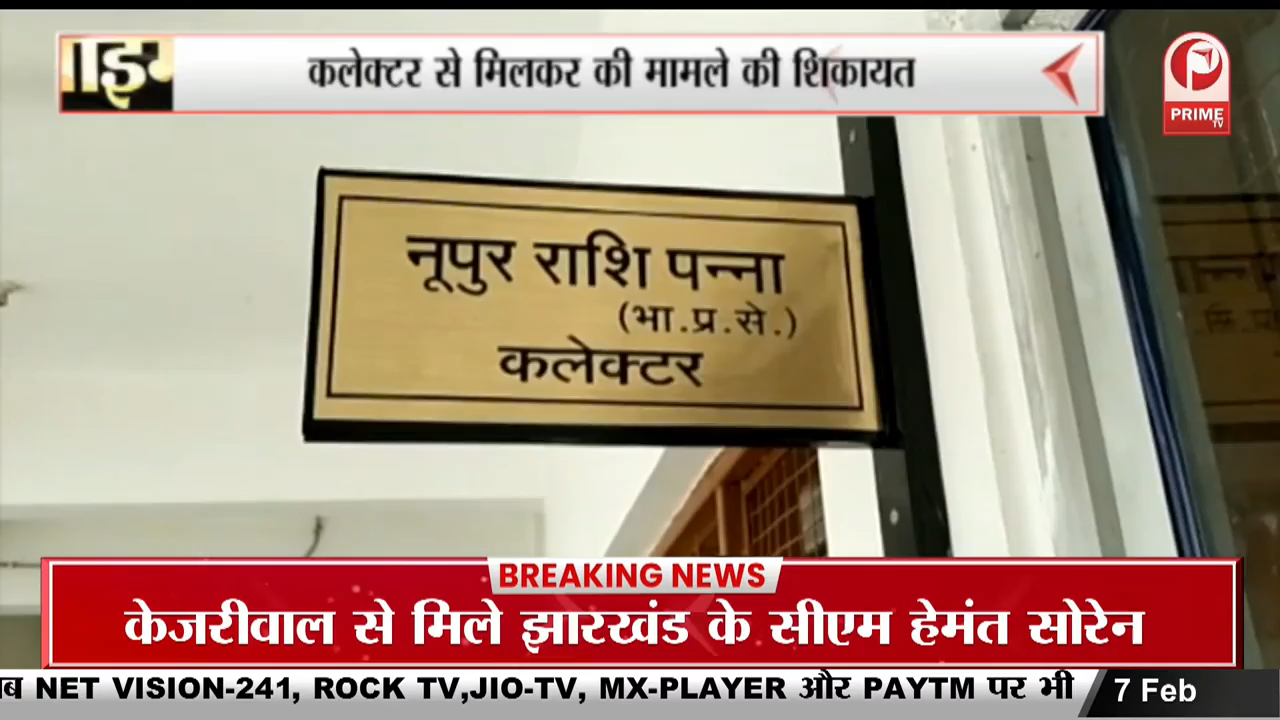 कलेक्टर से मिलकर की मामले की शिकायत
PRIME
TV
नूपुर राशि पन्ना
(भा.प्र.से.)
कलेक्टर
BREAKING NEWS
केजरीवाल से मिले झारखंड के सीएम हेमंत सोरेन
NET VISION-241, ROCK TV,JIO-TV, MX-PLAYER और PAYTM पर भी
7 Feb